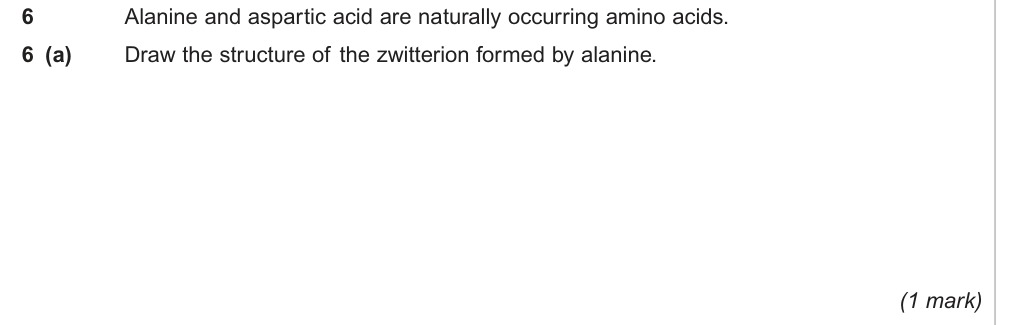 6 Alanine and aspartic acid are naturally occurring amino acids.
6 (a) Draw the structure of the zwitterion formed by alanine.
(1 mark)